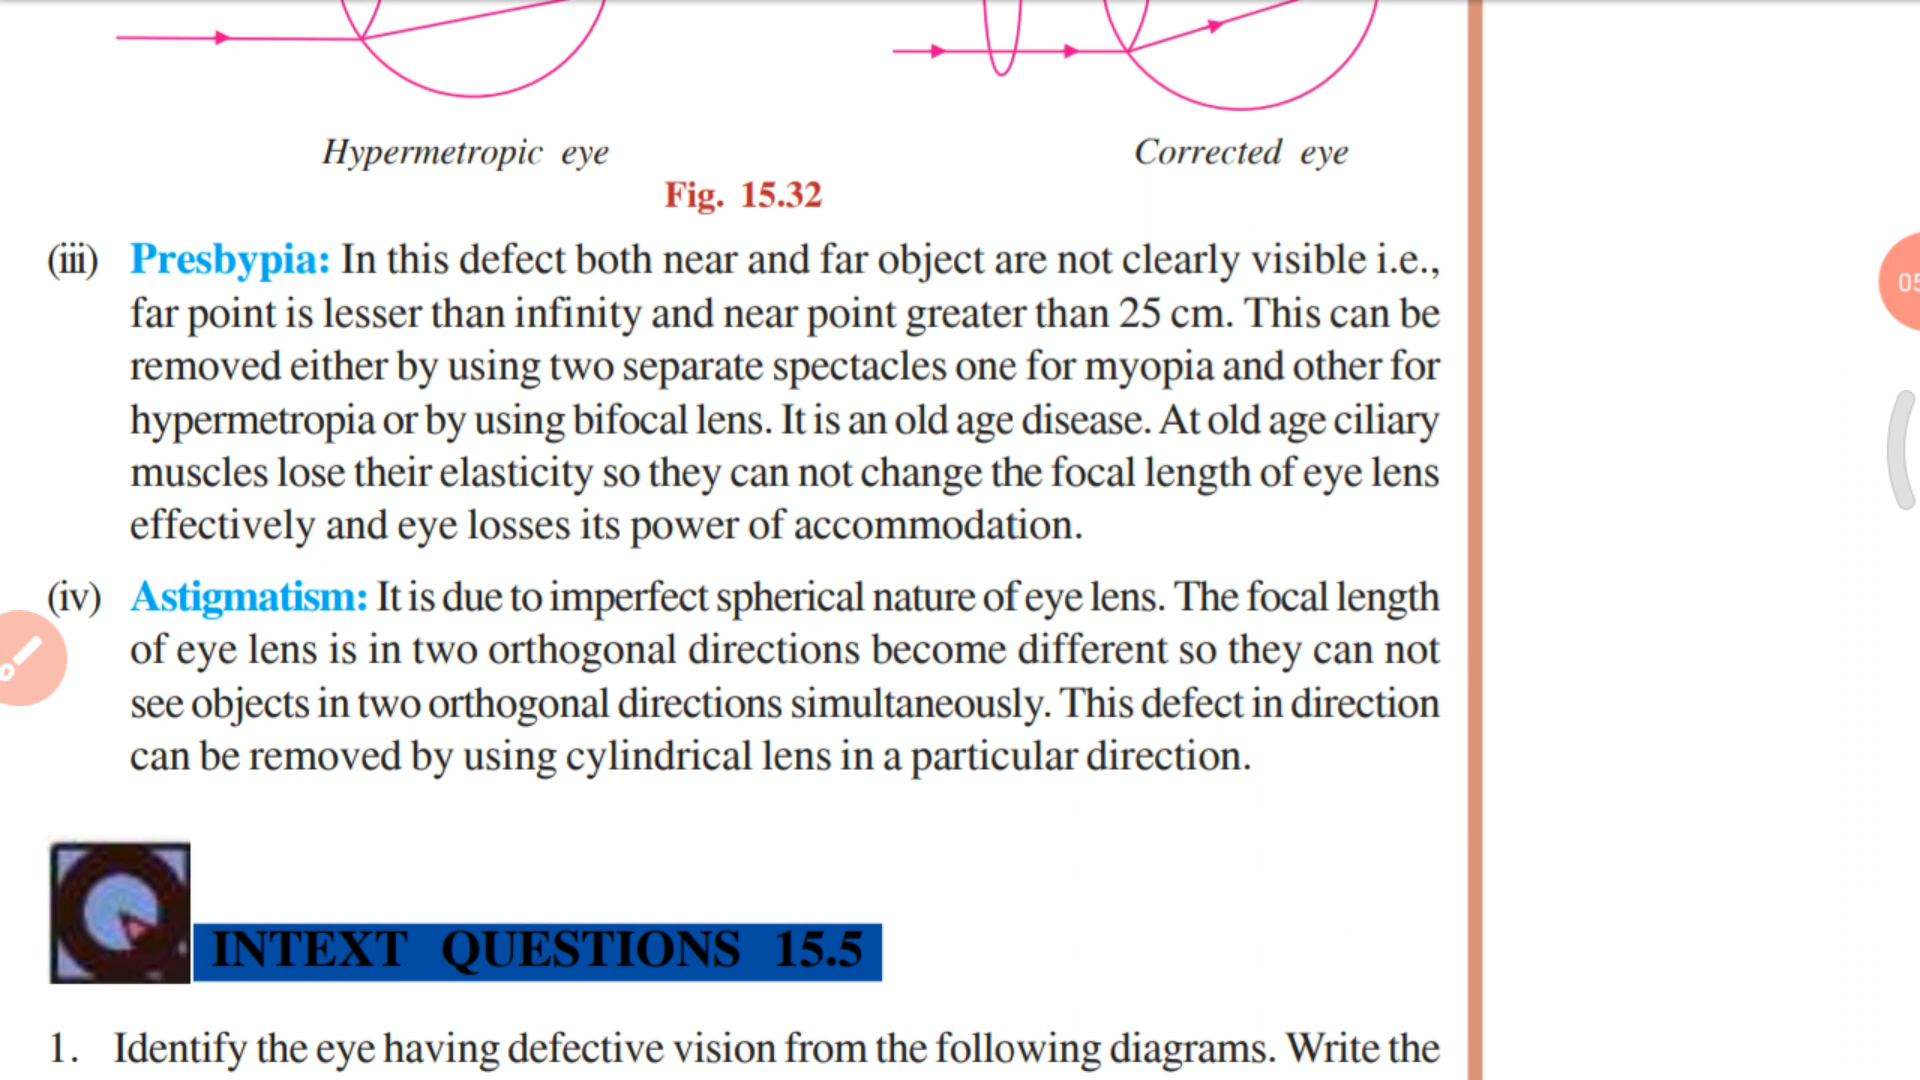 Hypermetropic eye
Corrected eye
Fig. 15.32
(iii) Presbypia: In this defect both near and far object are not clearly visible i.e.,
far point is lesser than infinity and near point greater than 25 cm. This can be
removed either by using two separate spectacles one for myopia and other for
hypermetropia or by using bifocal lens. It is an old age disease. At old age ciliary
muscles lose their elasticity so they can not change the focal length of eye lens
effectively and eye losses its power of accommodation.
(iv) Astigmatism: It is due to imperfect spherical nature of eye lens. The focal length
of eye lens is in two orthogonal directions become different so they can not
see objects in two orthogonal directions simultaneously. This defect in direction
can be removed by using cylindrical lens in a particular direction.
INTEXT QUESTIONS 15.5
1. Identify the eye having defective vision from the following diagrams. Write the